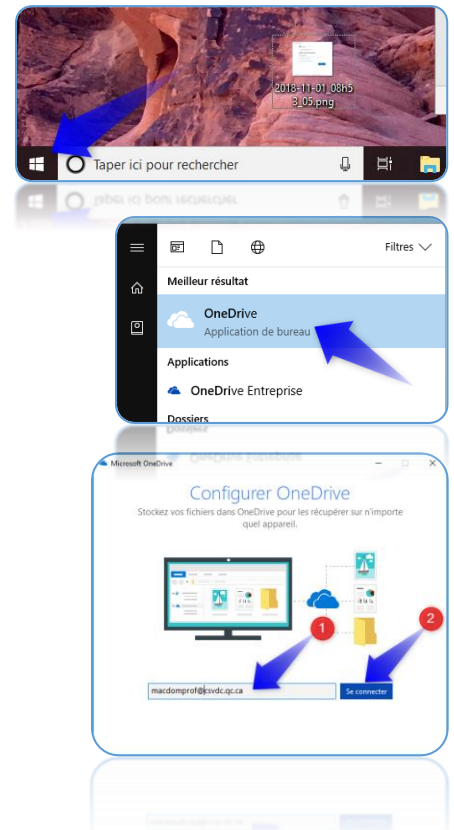 2018-11-01_08h5
3_05.png
Taper ici pour rechercher
Filtres
Meilleur résultat
OneDrive
Application de bureau
Applications
OneDrive Entreprise
Dossiers
Microsoft OneDrive
Configurer OneDrive
Stockez vos fichiers dans OneDrive pour les récupérer sur n'importe
quel appareil.
1
2
macdomprof@csvdc.qc.ca
Se connecter